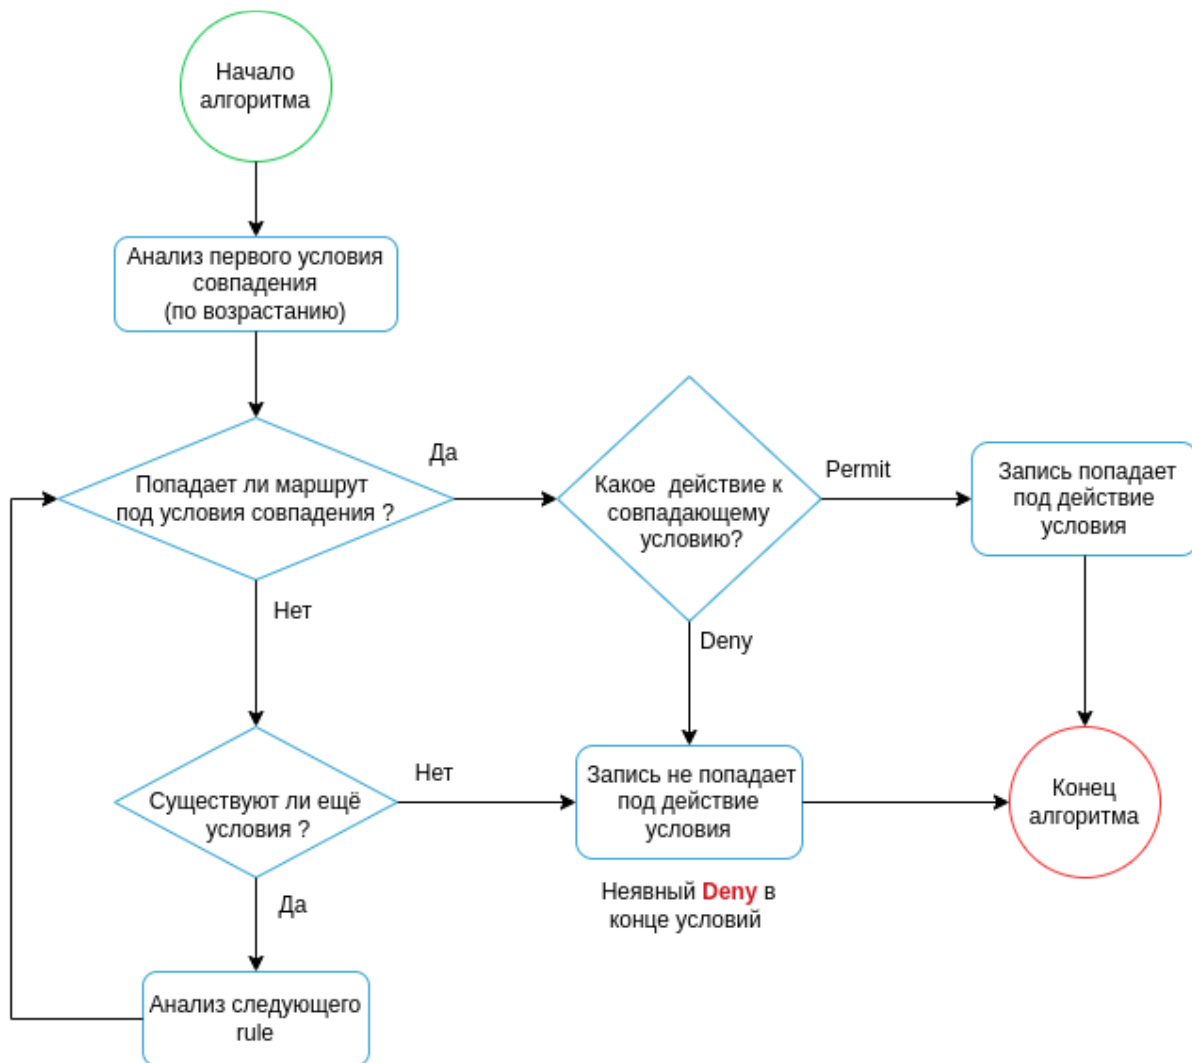 Начало
алгоритма
Анализ первого условия
совпадения
(по возрастанию)
Попадает ли маршрут
под условия совпадения ?
Да
Какое действие к
совпадающему
условию?
Permit
Запись попадает
под действие
условия
Нет
Deny
Существуют ли ещё
условия ?
Нет
Запись не попадает
под действие
условия
Конец
алгоритма
Неявный Deny в
конце условий
Да
Анализ следующего
rule